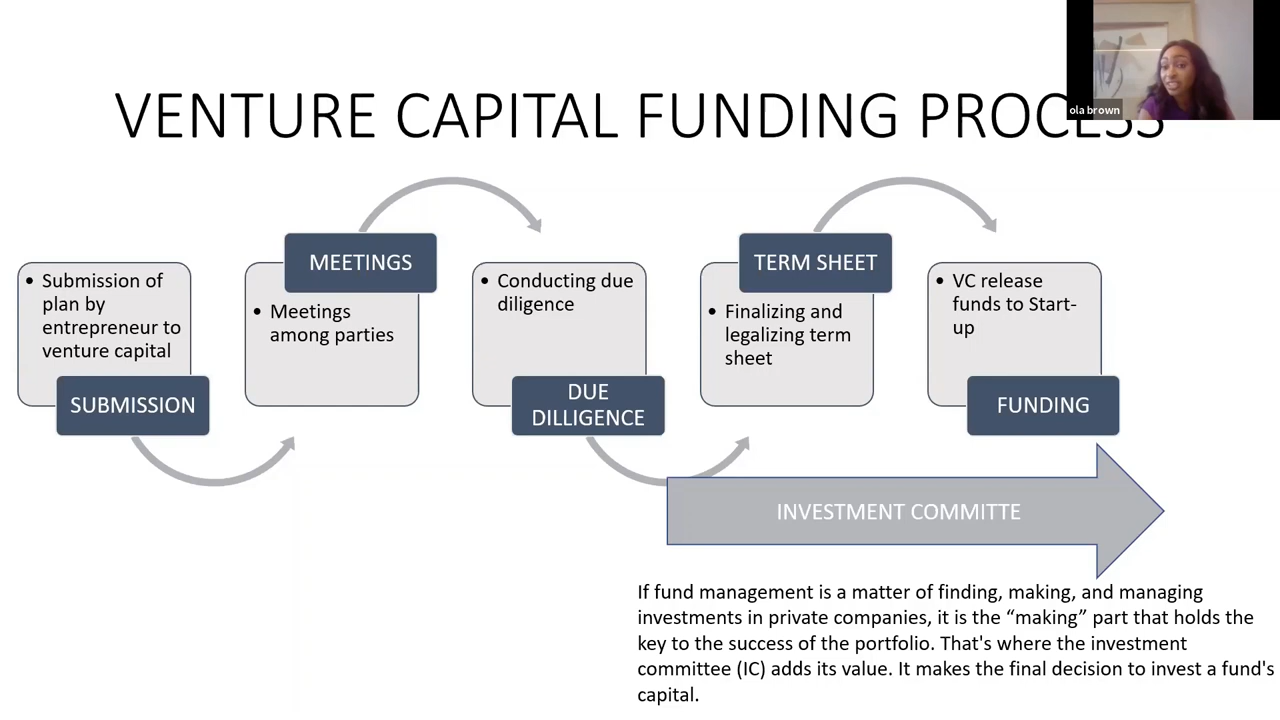 VENTURE CAPITAL FUNDING PROCESS
ola brown
• Submission of
plan by
entrepreneur to
venture capital
SUBMISSION
MEETINGS
• Meetings
among parties
• Conducting due
diligence
DUE
DILLIGENCE
TERM SHEET
• Finalizing and
legalizing term
sheet
• VC release
funds to Start-
up
FUNDING
INVESTMENT COMMITTE
If fund management is a matter of finding, making, and managing
investments in private companies, it is the “making” part that holds the
key to the success of the portfolio. That's where the investment
committee (IC) adds its value. It makes the final decision to invest a fund's
capital.